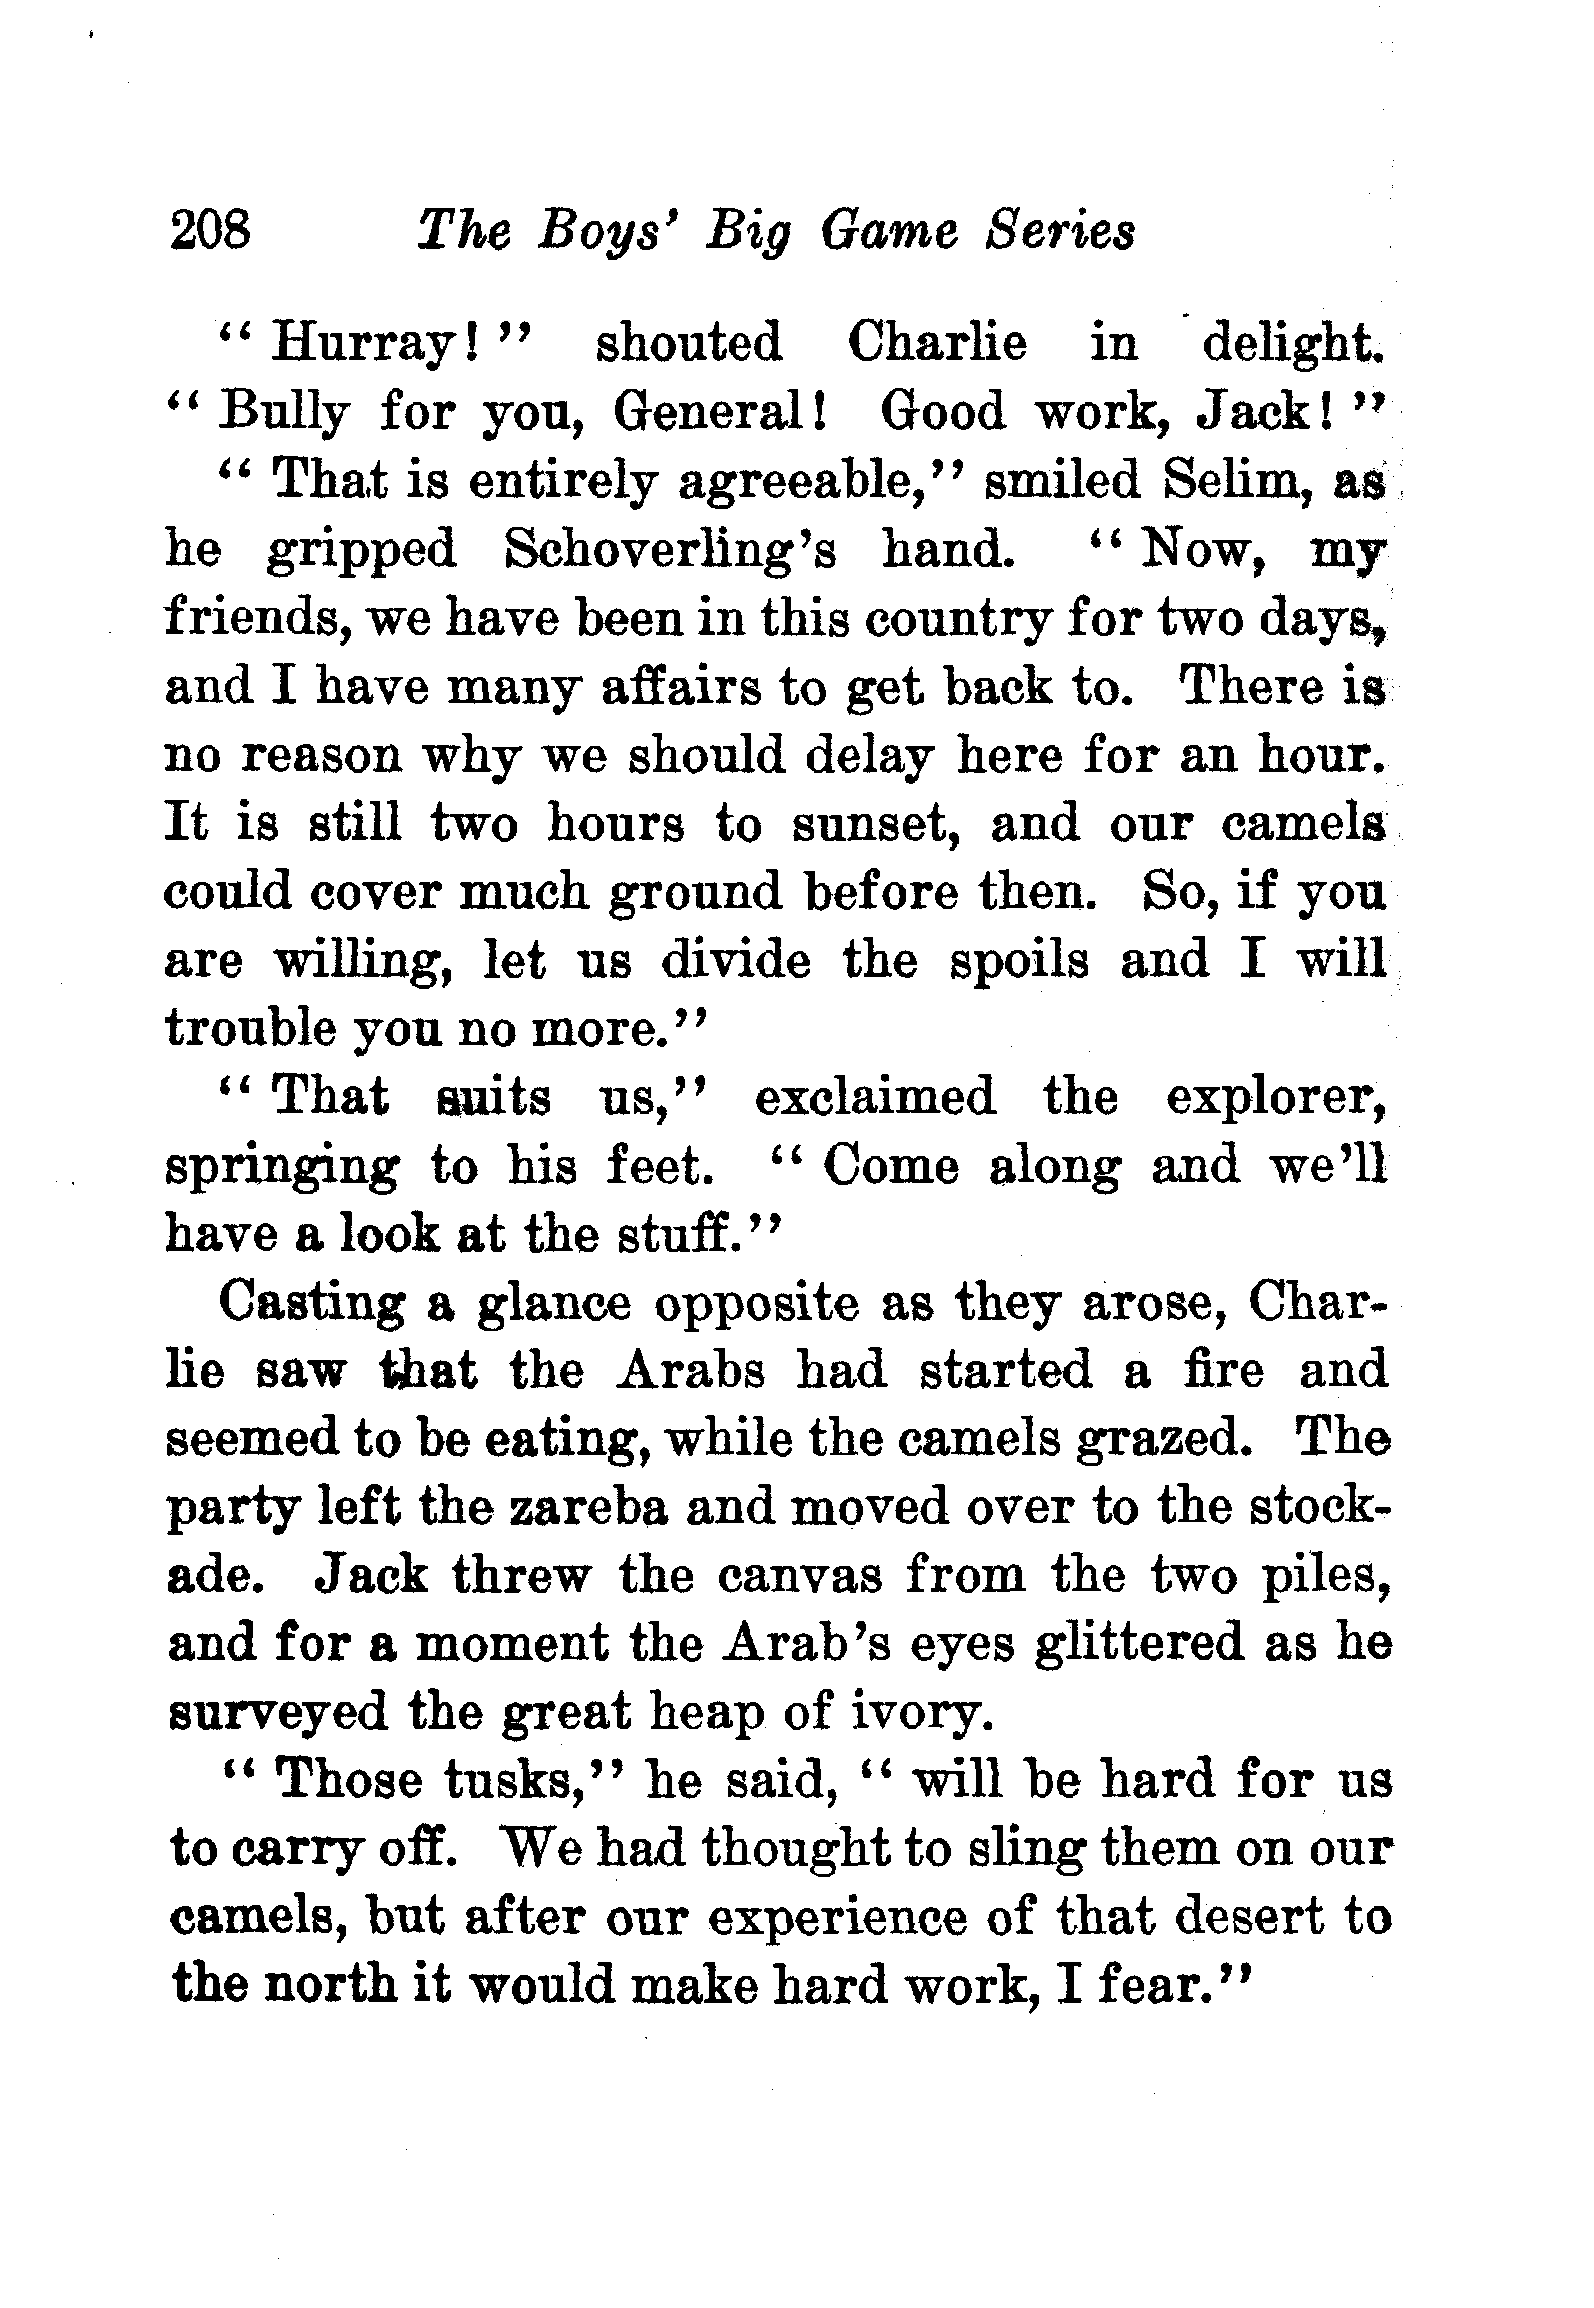 208 The Boys' Big Game Series
“ Hurray! ” shouted Charlie in delight.
“ Bully for you, General! Good work, Jack! ”
“ That is entirely agreeable,” smiled Selim, as
he gripped Schoverling's hand. “ Now, my
friends, we have been in this country for two days,
and I have many affairs to get back to. There is
no reason why we should delay here for an hour.
It is still two hours to sunset, and our camels
could cover much ground before then. So, if you
are willing, let us divide the spoils and I will
trouble you no more.”
“ That suits us,” exclaimed the explorer,
springing to his feet. “ Come along and we'll
have a look at the stuff.”
Casting a glance opposite as they arose, Char-
lie saw that the Arabs had started a fire and
seemed to be eating, while the camels grazed. The
party left the zareba and moved over to the stock-
ade. Jack threw the canvas from the two piles,
and for a moment the Arab's eyes glittered as he
surveyed the great heap of ivory.
“ Those tusks,” he said, “ will be hard for us
to carry off. We had thought to sling them on our
camels, but after our experience of that desert to
the north it would make hard work, I fear.”